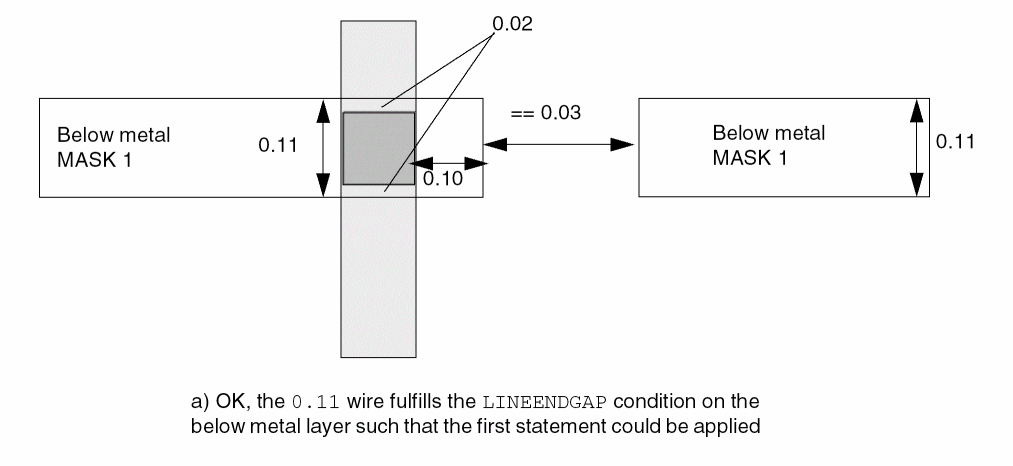 0.02
== 0.03
Below metal
MASK 1
0.11
0.10
Below metal
MASK 1
0.11
a) OK, the 0.11 wire fulfills the LINEENDGAP condition on the
below metal layer such that the first statement could be applied